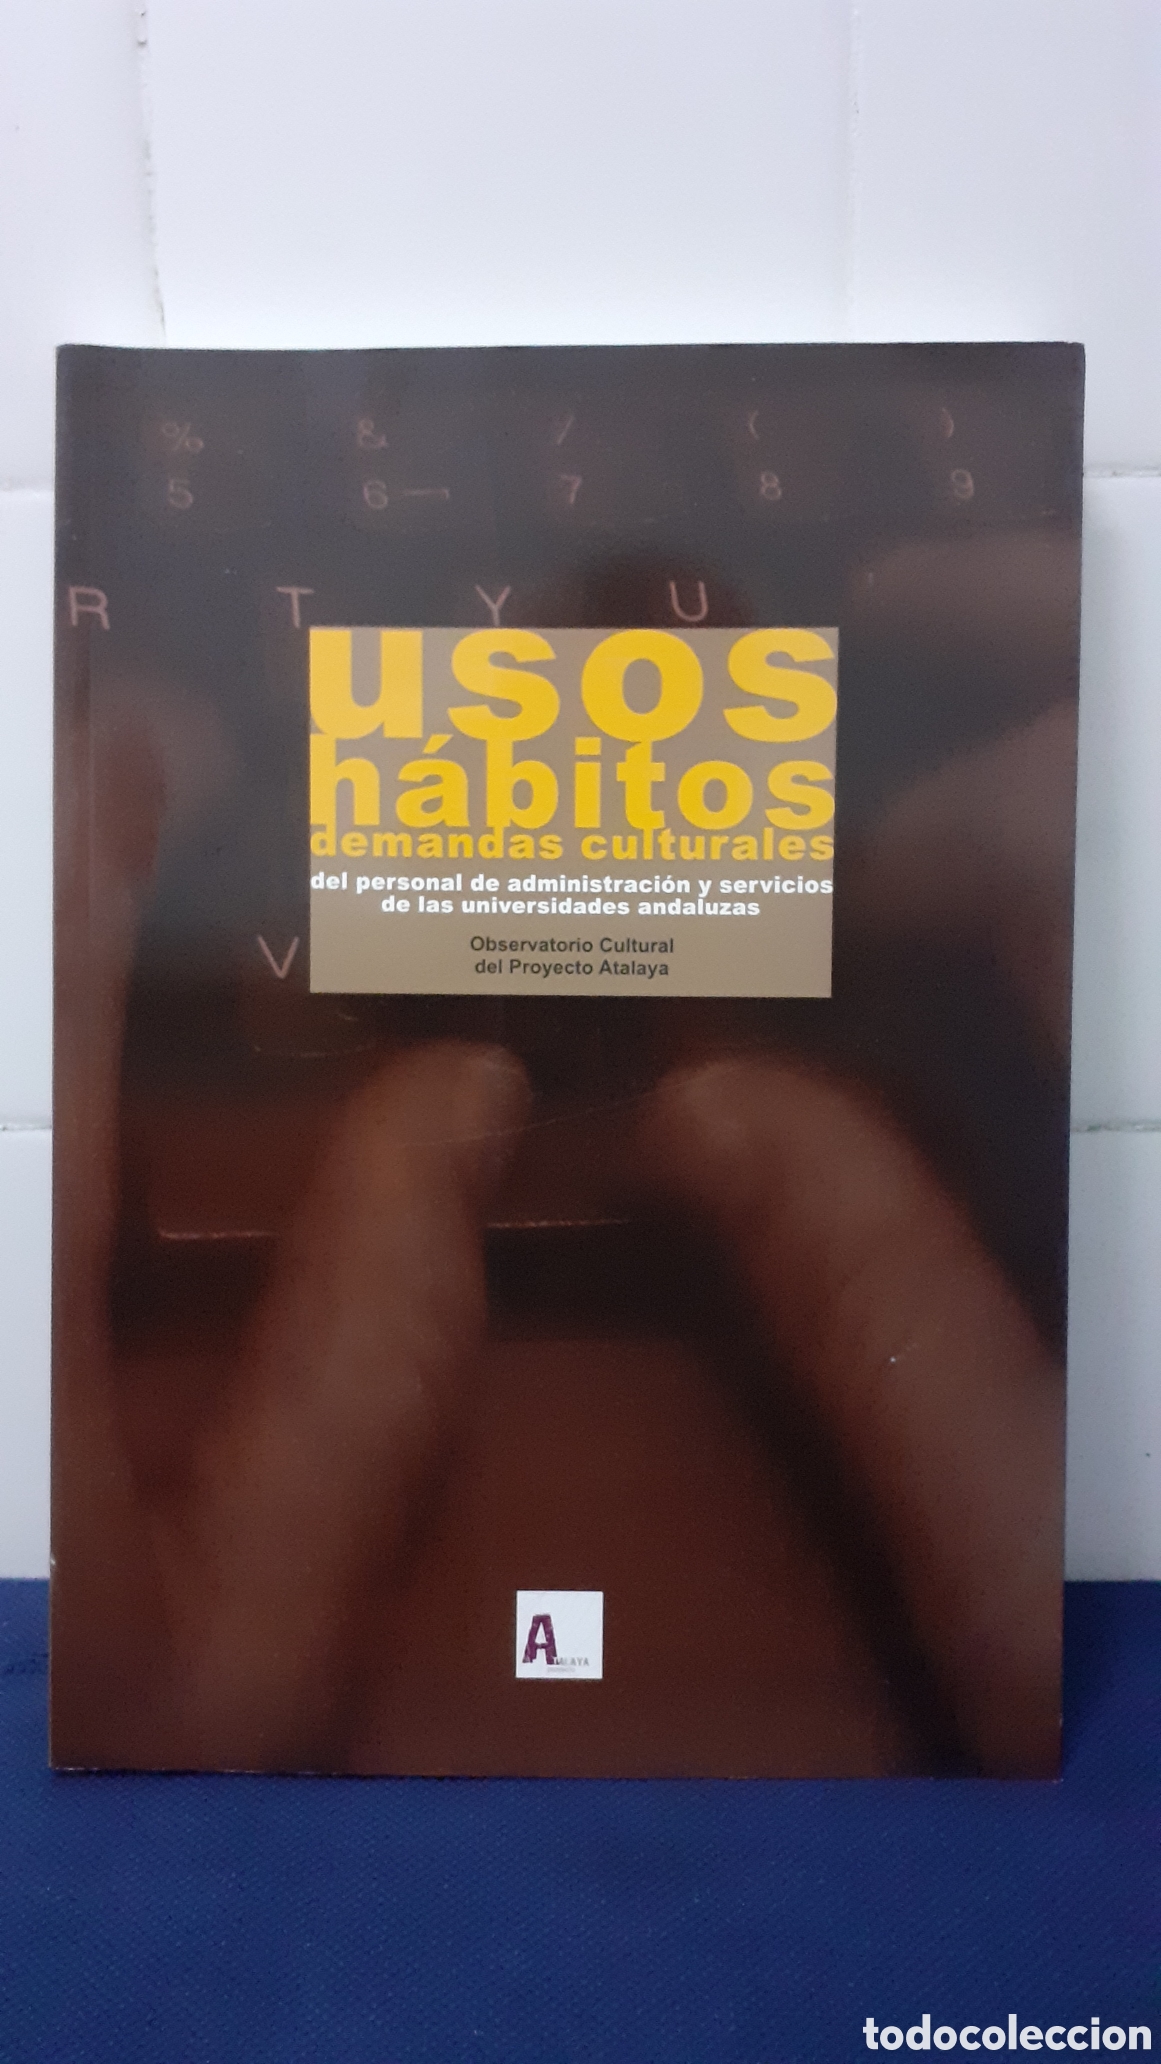 % & / ( )
5 6 7 8 9
R T Y U
usos
hábitos
demandas culturales
del personal de administración y servicios
de las universidades andaluzas
V
Observatorio Cultural
del Proyecto Atalaya
ATALAYA
todocoleccion